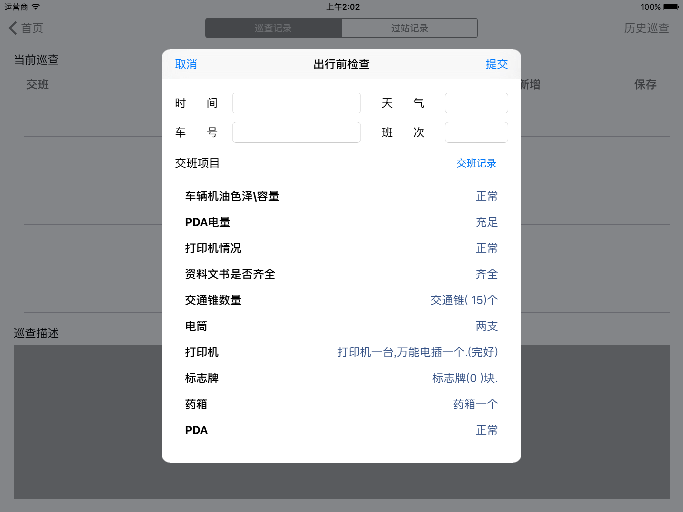 运营商 上午2:02 100%
首页 巡查记录 过站记录 历史巡查
当前巡查
交班 新增 保存
取消 出行前检查 提交
时 间 天 气
车 号 班 次
交班项目 交班记录
车辆机油色泽\容量 正常
PDA电量 充足
打印机情况 正常
资料文书是否齐全 齐全
交通锥数量 交通锥( 15)个
电筒 两支
打印机 打印机一台,万能电插一个.(完好)
标志牌 标志牌(0 )块.
药箱 药箱一个
PDA 正常
巡查描述